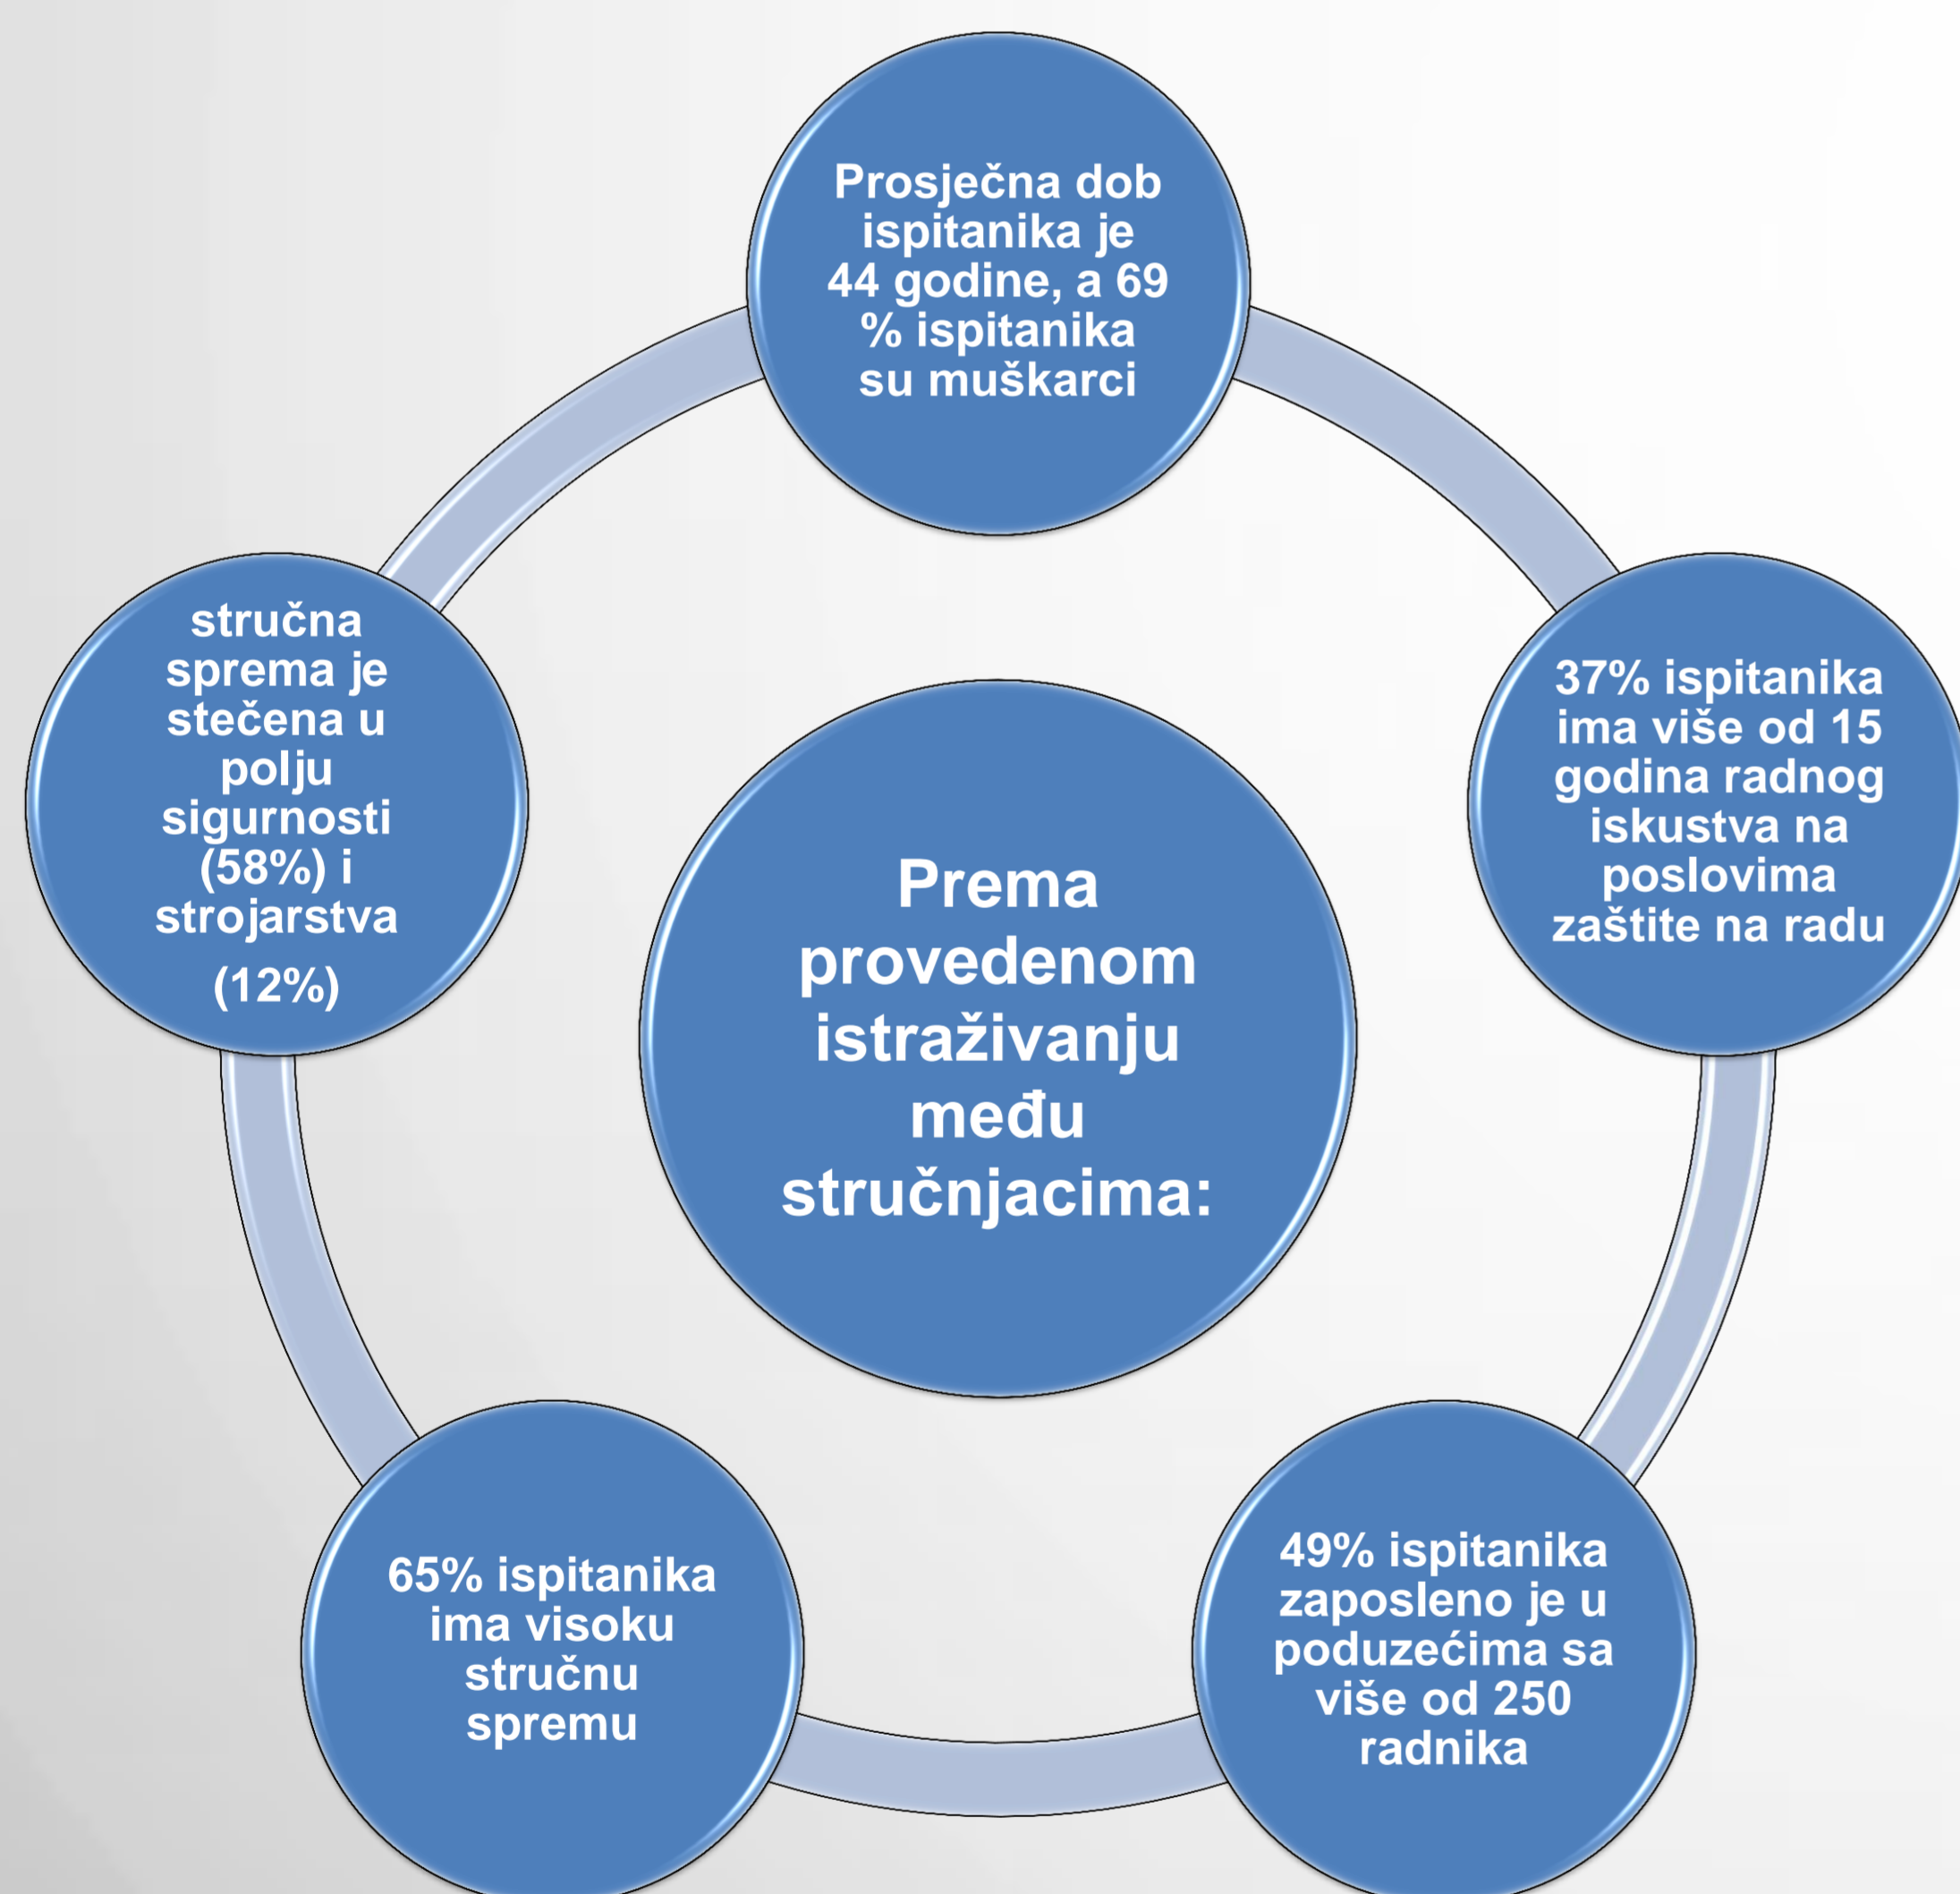 Prosječna dob
ispitanika je
44 godine, a 69
% ispitanika
su muškarci
37% ispitanika
ima više od 15
godina radnog
iskustva na
poslovima
zaštite na radu
49% ispitanika
zaposleno je u
poduzećima sa
više od 250
radnika
65% ispitanika
ima visoku
stručnu
spremu
stručna
sprema je
stečena u
polju
sigurnosti
(58%) i
strojarstva
(12%)
Prema
provedenom
istraživanju
među
stručnjacima: